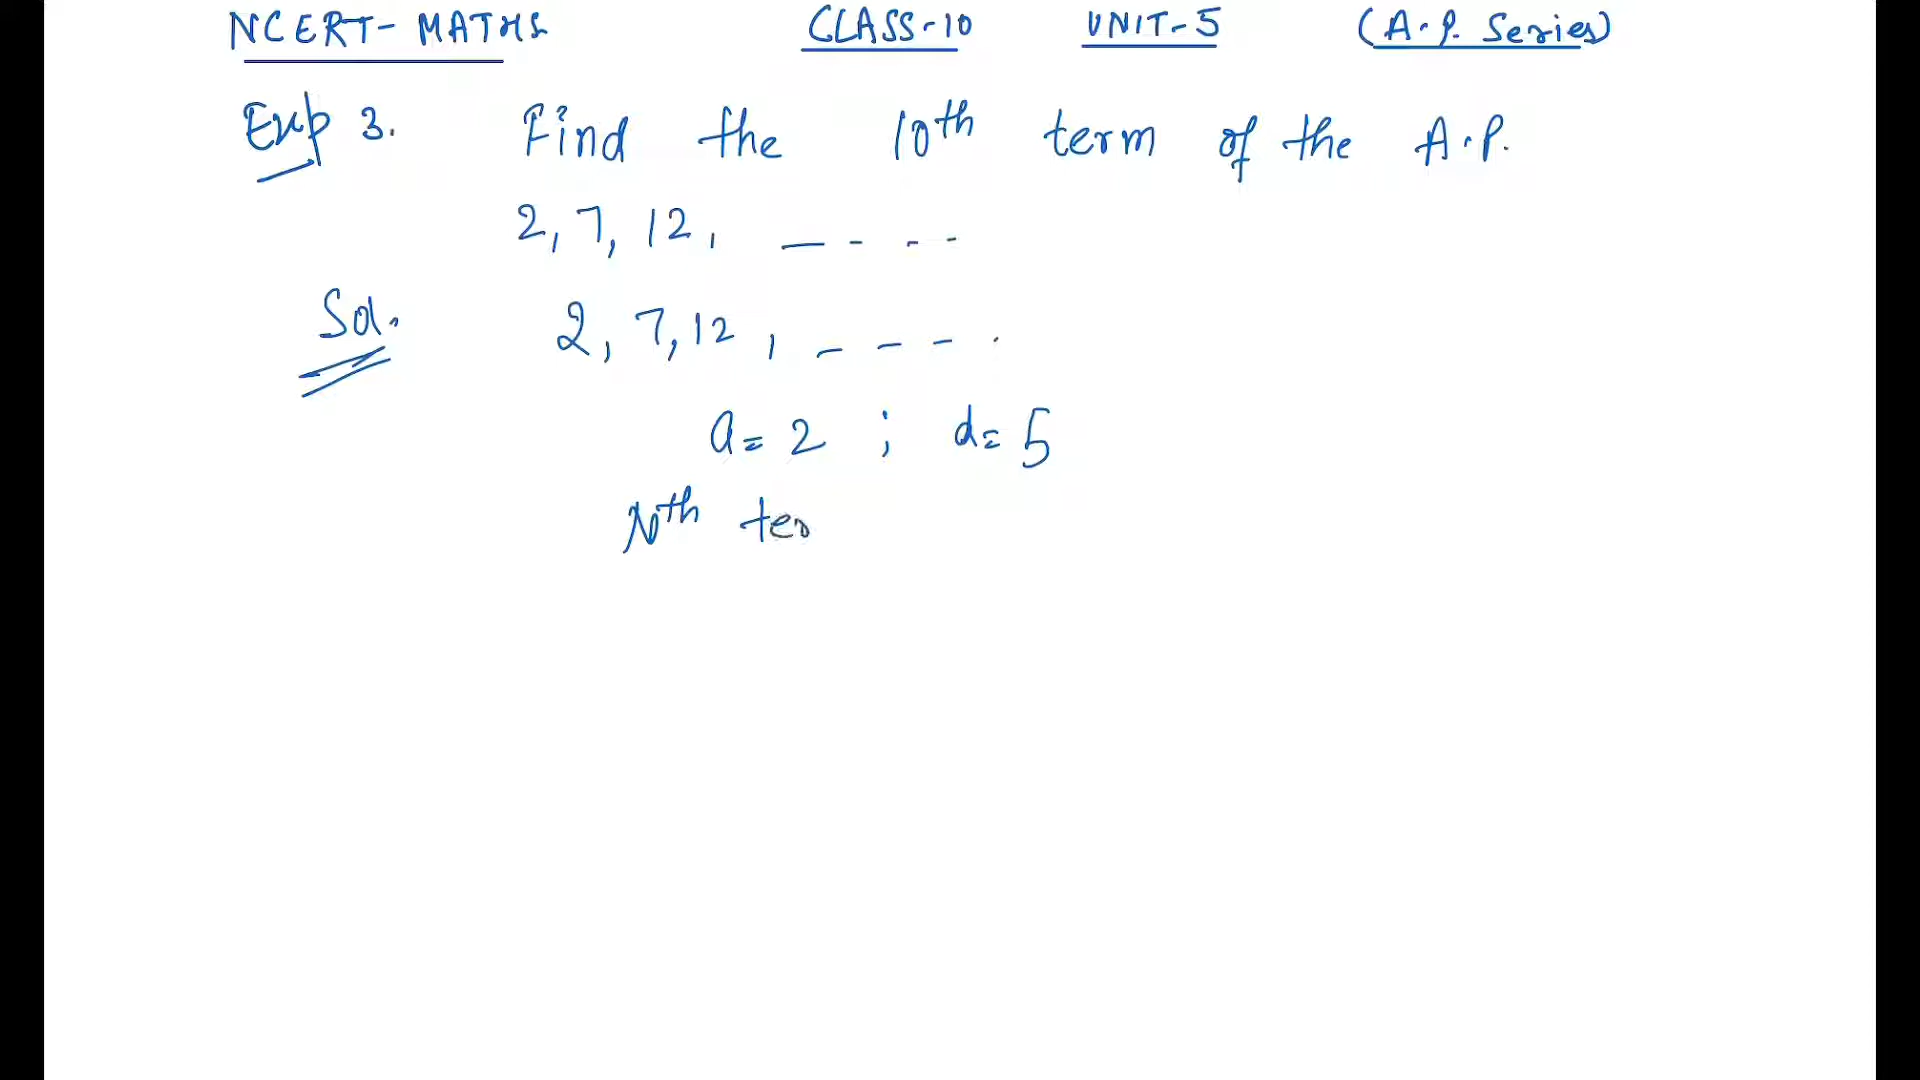 NCERT- MATHS CLASS-10 UNIT-5 (A.P. Series)
Exp 3. Find the 10th term of the A.P.
2, 7, 12, - - - -
Sol. 2, 7, 12, - - - .
a = 2 ; d = 5
Nth ter